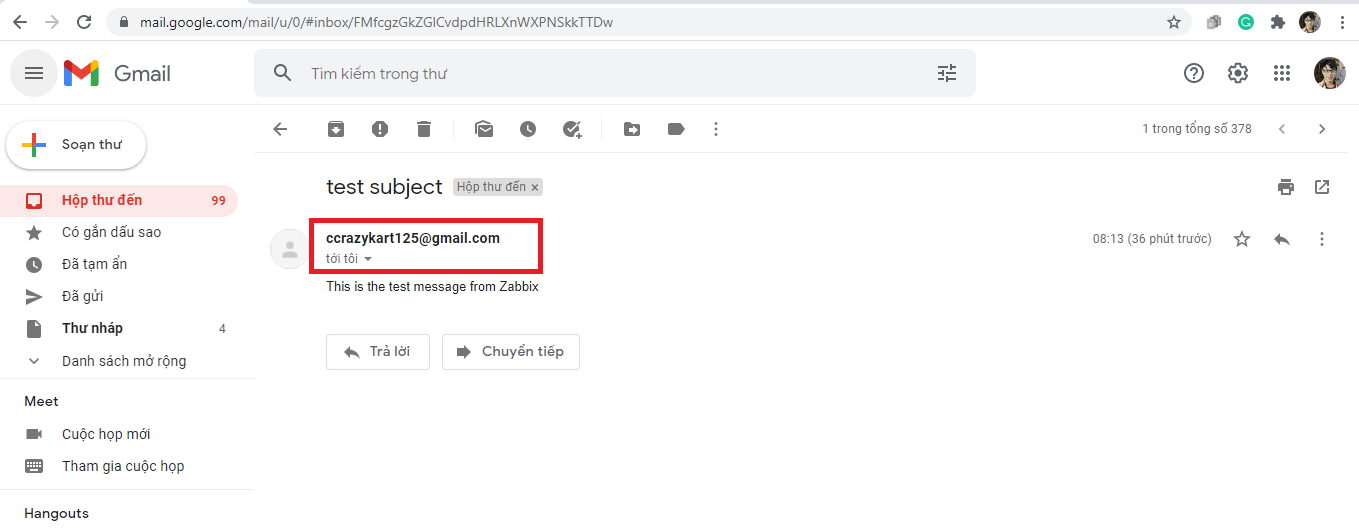 mail.google.com/mail/u/0/#inbox/FMfcgzGkZGlCvdpdHRLXnWXPNSkkTTDw
Gmail
Tìm kiếm trong thư
Soạn thư
1 trong tổng số 378
Hộp thư đến 99
Có gắn dấu sao
Đã tạm ẩn
Đã gửi
Thư nháp 4
Danh sách mở rộng
Meet
Cuộc họp mới
Tham gia cuộc họp
Hangouts
test subject Hộp thư đến ×
ccrazykart125@gmail.com 08:13 (36 phút trước)
tới tôi
This is the test message from Zabbix
Trả lời Chuyển tiếp